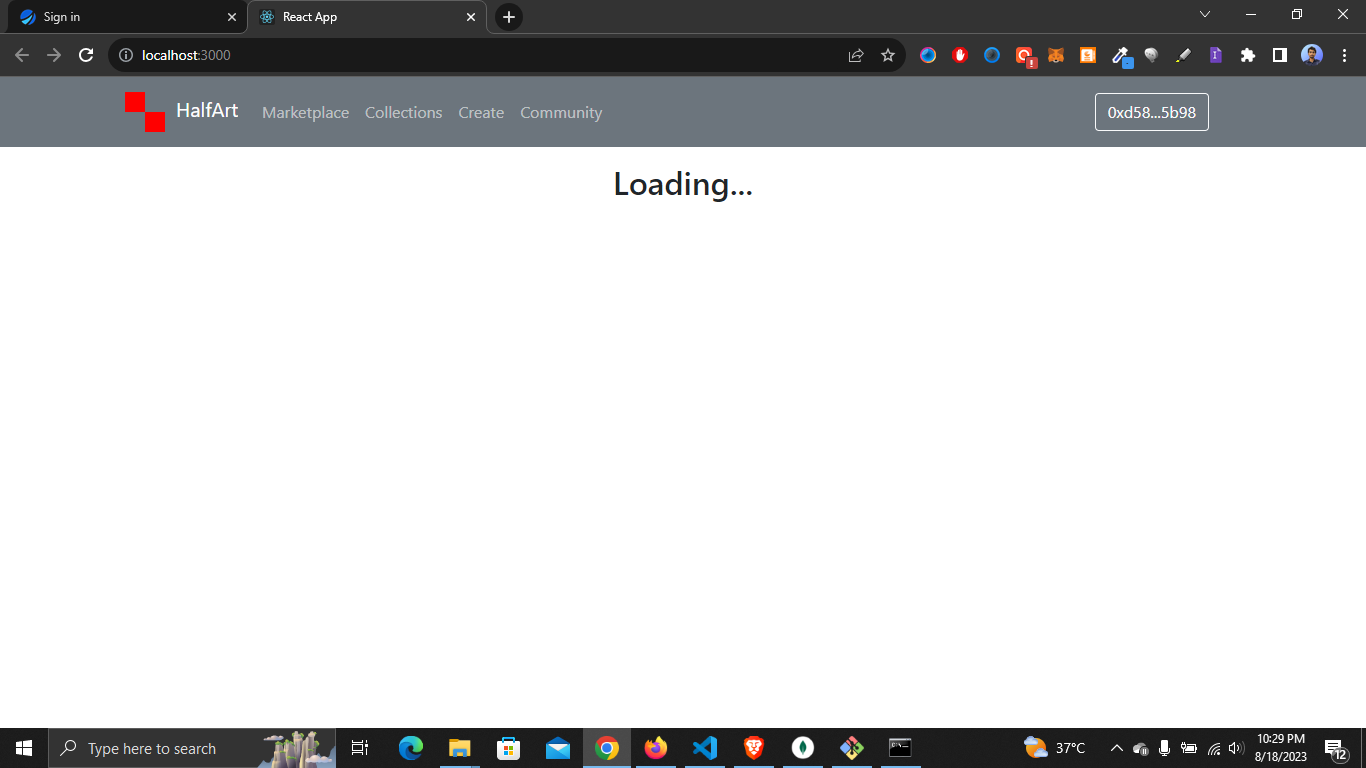 Sign in
React App
localhost:3000
HalfArt
Marketplace
Collections
Create
Community
0xd58...5b98
Loading...
Type here to search
37°C
10:29 PM
8/18/2023
12